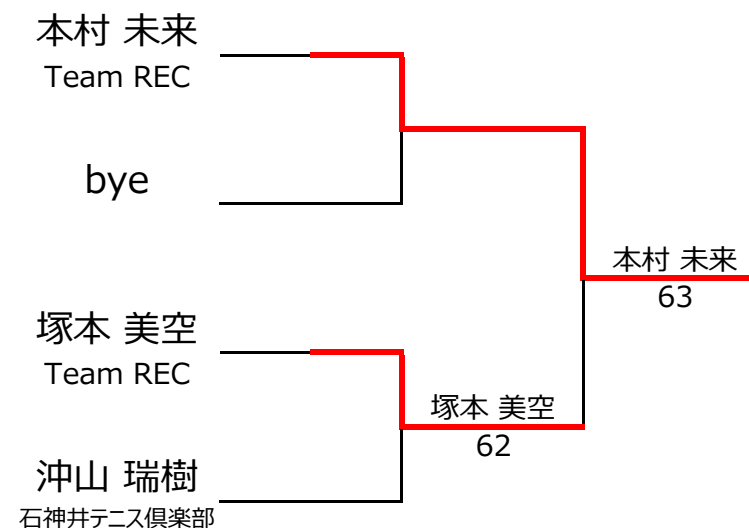 本村 未来
Team REC
bye
本村 未来
63
塚本 美空
Team REC
塚本 美空
62
沖山 瑞樹
石神井テニス倶楽部